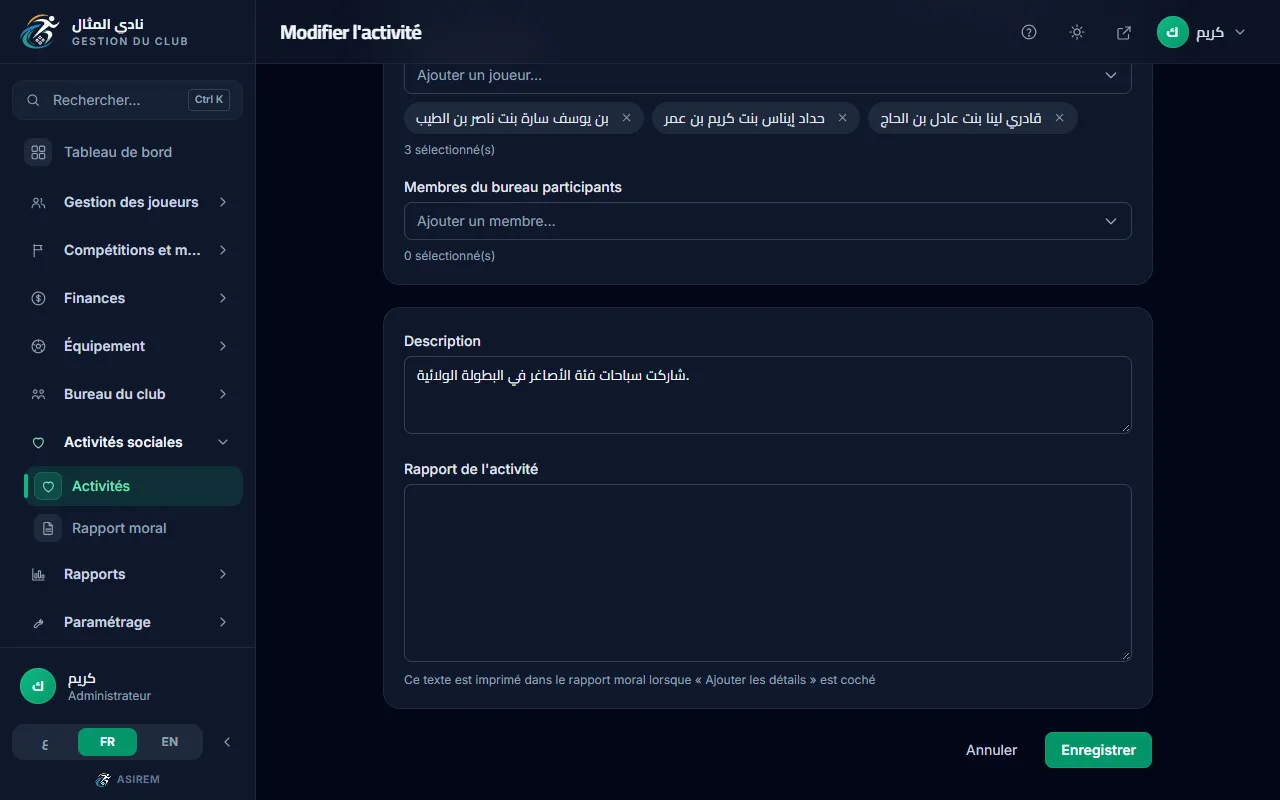 نادي المثال
GESTION DU CLUB
Rechercher...
Ctrl K
Tableau de bord
Gestion des joueurs
Compétitions et m...
Finances
Équipement
Bureau du club
Activités sociales
Activités
Rapport moral
Rapports
Paramétrage
ك
كريم
Administrateur
ع
FR
EN
ASIREM
Modifier l'activité
ك
كريم
Ajouter un joueur...
بن يوسف سارة بنت ناصر بن الطيب
حداد إيناس بنت كريم بن عمر
قادري لينا بنت عادل بن الحاج
3 sélectionné(s)
Membres du bureau participants
Ajouter un membre...
0 sélectionné(s)
Description
شاركت سباحات فئة الأصاغر في البطولة الولائية.
Rapport de l'activité
Ce texte est imprimé dans le rapport moral lorsque « Ajouter les détails » est coché
Annuler
Enregistrer